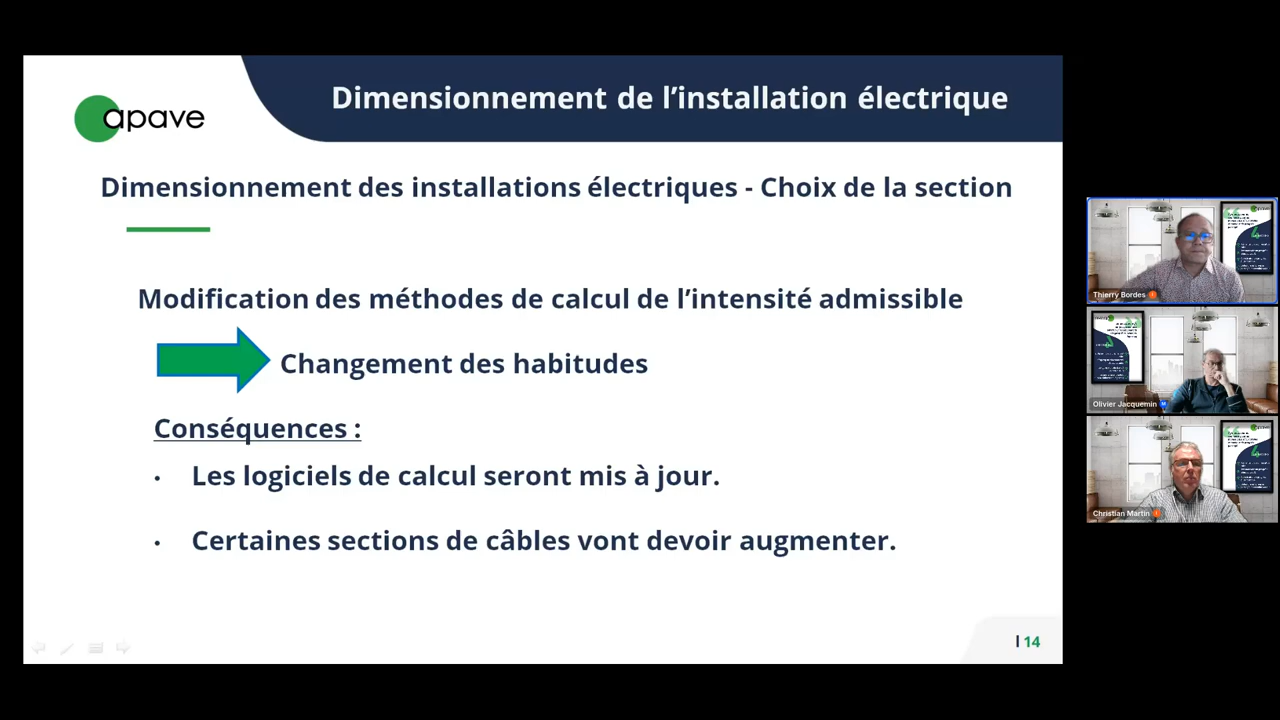 apave
Dimensionnement de l’installation électrique
Dimensionnement des installations électriques - Choix de la section
Modification des méthodes de calcul de l’intensité admissible
Changement des habitudes
Conséquences :
• Les logiciels de calcul seront mis à jour.
• Certaines sections de câbles vont devoir augmenter.
14
Thierry Bordes
Olivier Jacquemin
Christian Martin